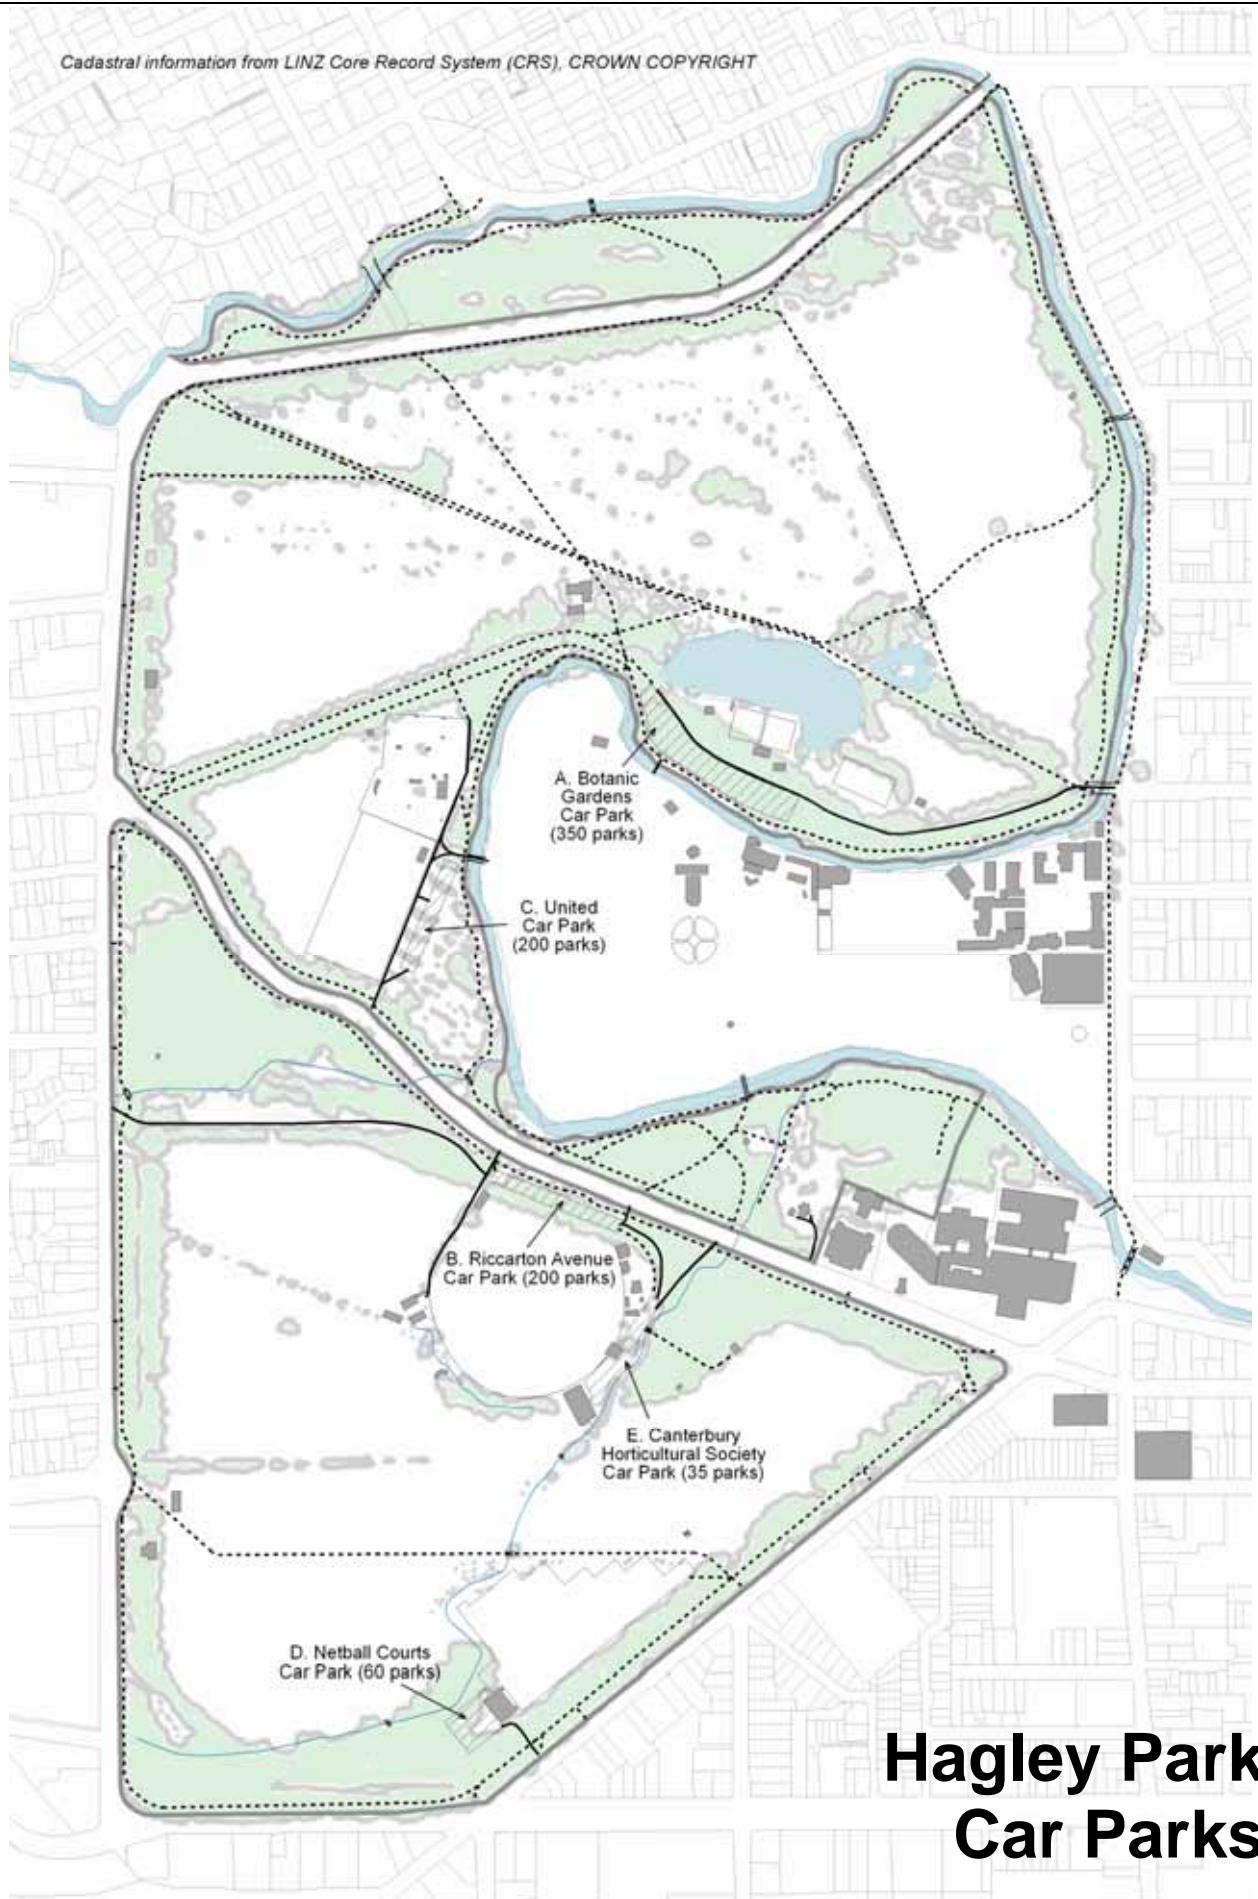 Cadastral information from LINZ Core Record System (CRS), CROWN COPYRIGHT
A. Botanic
Gardens
Car Park
(350 parks)
C. United
Car Park
(200 parks)
B. Riccarton Avenue
Car Park (200 parks)
E. Canterbury
Horticultural Society
Car Park (35 parks)
D. Netball Courts
Car Park (60 parks)
Hagley Park
Car Parks